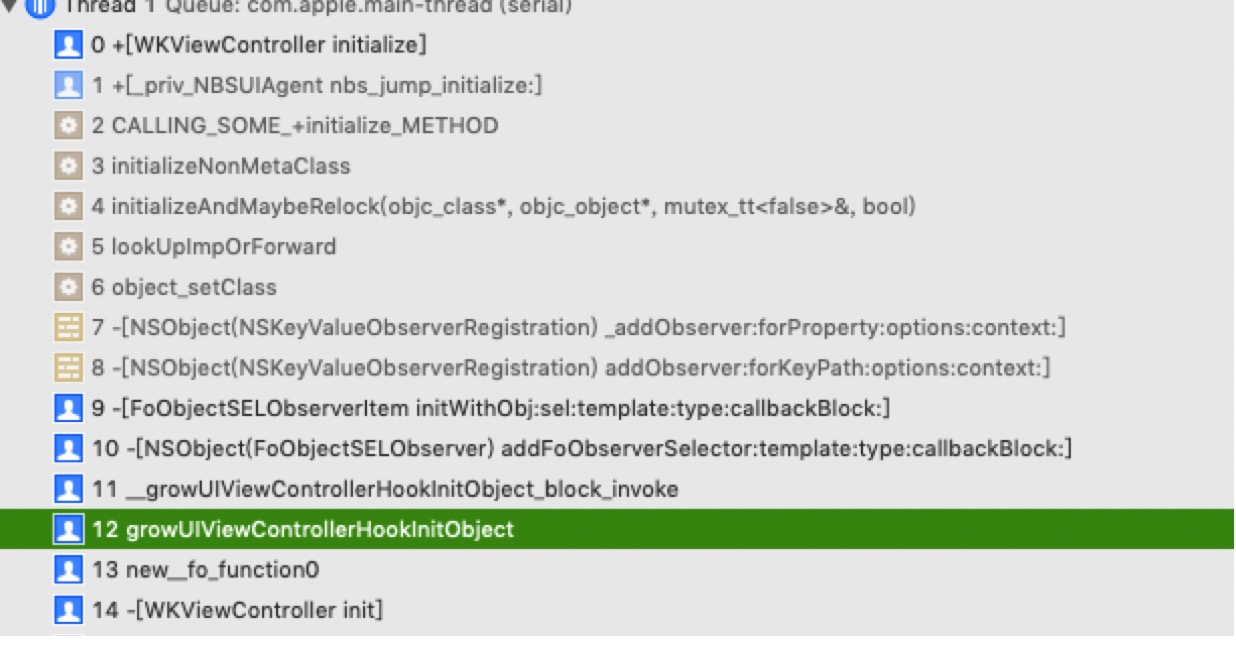 Thread 1 Queue: com.apple.main-thread (serial)
0 +[WKViewController initialize]
1 +[_priv_NBSUIAgent nbs_jump_initialize:]
2 CALLING_SOME_+initialize_METHOD
3 initializeNonMetaClass
4 initializeAndMaybeRelock(objc_class*, objc_object*, mutex_tt<false>&, bool)
5 lookUpImpOrForward
6 object_setClass
7 -[NSObject(NSKeyValueObserverRegistration) _addObserver:forProperty:options:context:]
8 -[NSObject(NSKeyValueObserverRegistration) addObserver:forKeyPath:options:context:]
9 -[FoObjectSELObserverItem initWithObj:sel:template:type:callbackBlock:]
10 -[NSObject(FoObjectSELObserver) addFoObserverSelector:template:type:callbackBlock:]
11 __growUIViewControllerHookInitObject_block_invoke
12 growUIViewControllerHookInitObject
13 new__fo_function0
14 -[WKViewController init]